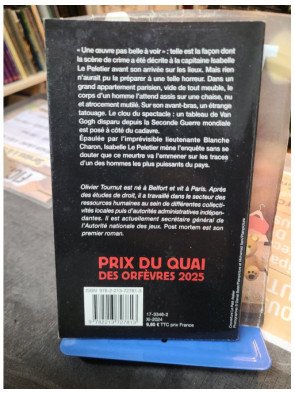 « Une œuvre pas belle à voir » : telle est la façon dont
la scène de crime a été décrite à la capitaine Isabelle
Le Peletier avant son arrivée sur les lieux. Mais rien
n'aurait pu la préparer à une telle horreur. Dans un
grand appartement parisien, vide de tout meuble, le
corps d'un homme l'attend assis sur une chaise, nu
et atrocement mutilé. Sur son avant-bras, un étrange
tatouage. Le clou du spectacle : un tableau de Van
Gogh disparu depuis la Seconde Guerre mondiale
est posé à côté du cadavre.
Épaulée par l'imprévisible lieutenante Blanche
Charon, Isabelle Le Peletier mène l'enquête sans se
douter que ce meurtre va l'emmener sur les traces
d'un des hommes les plus puissants du pays.
Olivier Tournut est né à Belfort et vit à Paris. Après
des études de droit, il a travaillé dans le secteur des
ressources humaines au sein de différentes collecti-
vités locales puis d'autorités administratives indépen-
dantes. Il est actuellement secrétaire général de
l'Autorité nationale des jeux. Post mortem est son
premier roman.
PRIX DU QUAI
DES ORFÈVRES 2025
ISBN 978-2-213-72781-3
9782213727813
17-0340-2
XI-2024
9,90 € TTC prix France